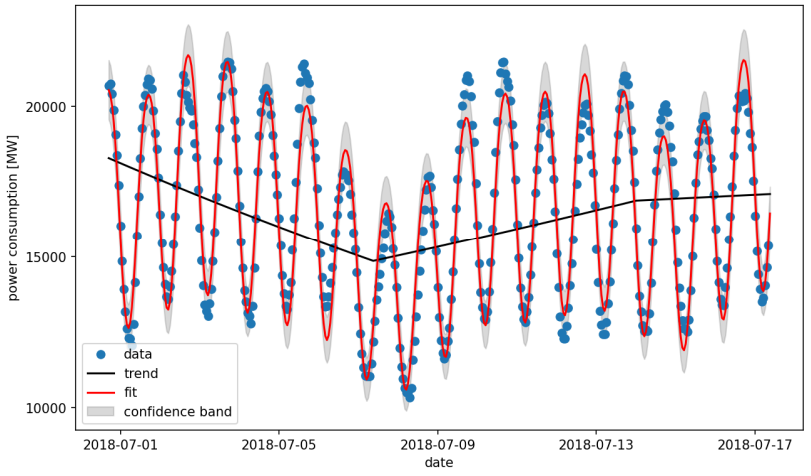 20000
15000
10000
power consumption [MW]
data
trend
fit
confidence band
2018-07-01 2018-07-05 2018-07-09 2018-07-13 2018-07-17
date